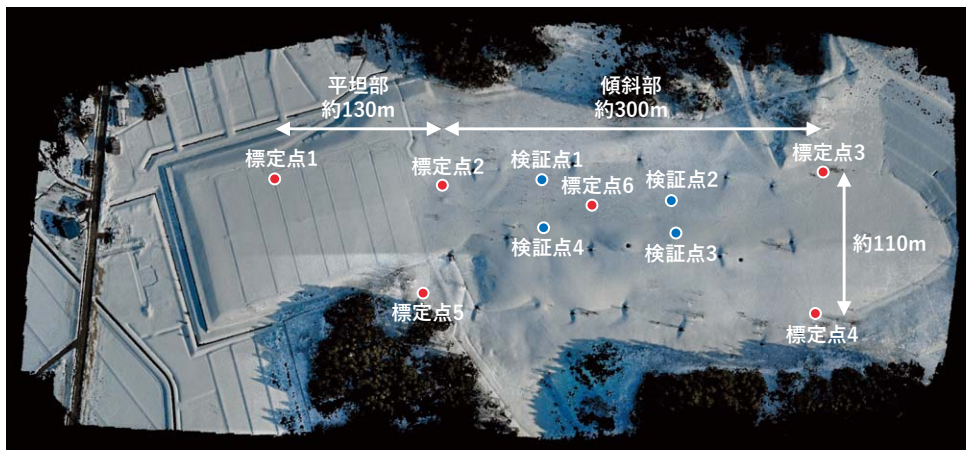 平坦部
約130m
傾斜部
約300m
標定点1
標定点2
検証点1
標定点6
検証点2
標定点3
検証点4
検証点3
約110m
標定点5
標定点4